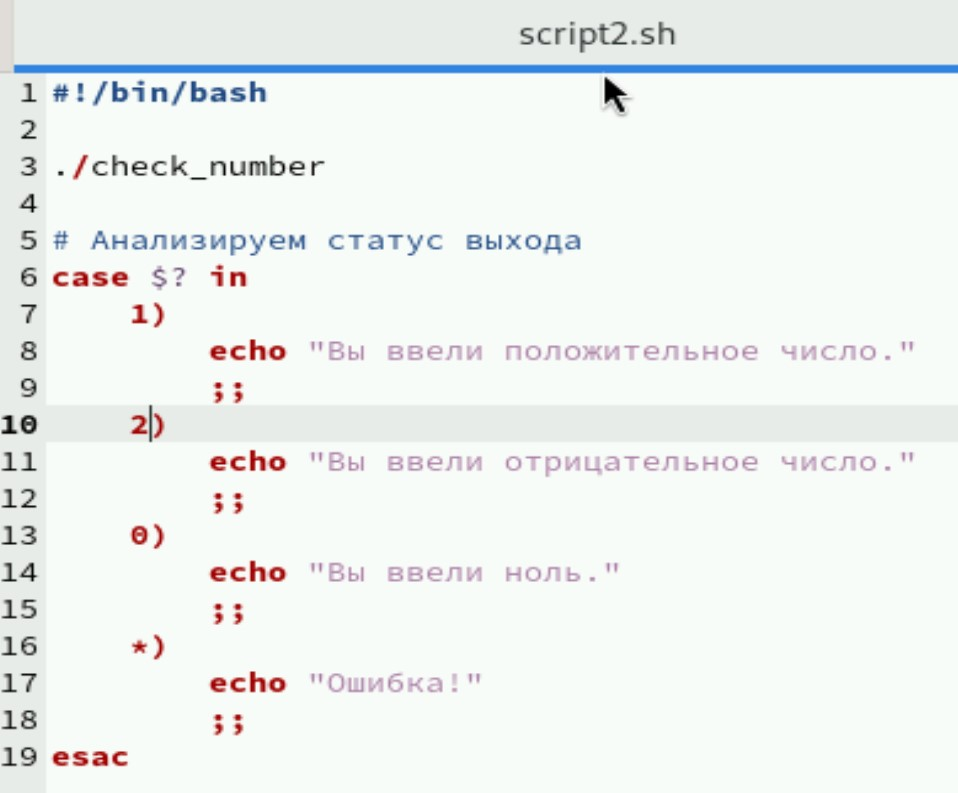 script2.sh
1 #!/bin/bash
2
3 ./check_number
4
5 # Анализируем статус выхода
6 case $? in
7     1)
8         echo "Вы ввели положительное число."
9         ;;
10     2)
11         echo "Вы ввели отрицательное число."
12         ;;
13     0)
14         echo "Вы ввели ноль."
15         ;;
16     *)
17         echo "Ошибка!"
18         ;;
19 esac